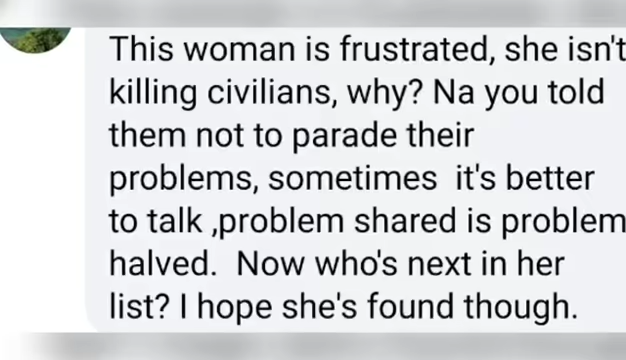 This woman is frustrated, she isn't
killing civilians, why? Na you told
them not to parade their
problems, sometimes  it's better
to talk ,problem shared is problem
halved.  Now who's next in her
list? I hope she's found though.